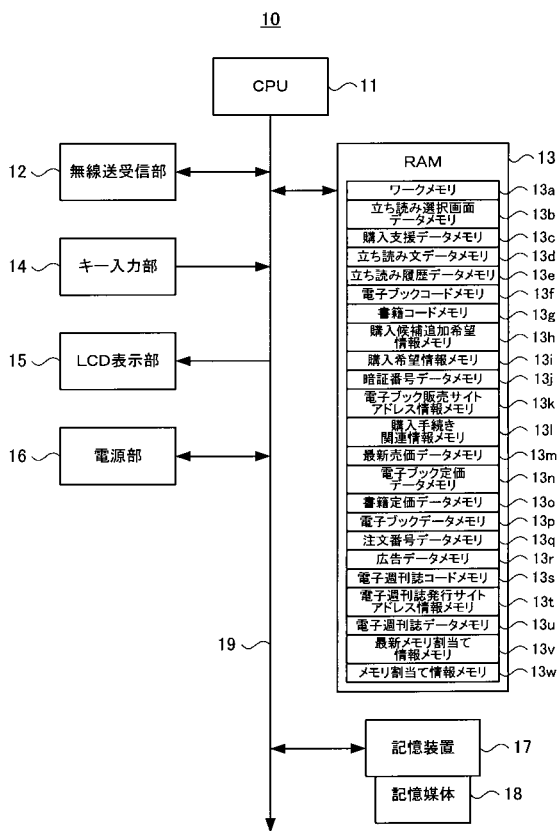 10
CPU
11
12
無線送受信部
14
キー入力部
15
LCD表示部
16
電源部
19
RAM
13
ワークメモリ
13a
立ち読み選択画面
データメモリ
13b
購入支援データメモリ
13c
立ち読み文データメモリ
13d
立ち読み履歴データメモリ
13e
電子ブックコードメモリ
13f
書籍コードメモリ
13g
購入候補追加希望
情報メモリ
13h
購入希望情報メモリ
13i
暗証番号データメモリ
13j
電子ブック販売サイト
アドレス情報メモリ
13k
購入手続き
関連情報メモリ
13l
最新売価データメモリ
13m
電子ブック定価
データメモリ
13n
書籍定価データメモリ
13o
電子ブックデータメモリ
13p
注文番号データメモリ
13q
広告データメモリ
13r
電子週刊誌コードメモリ
13s
電子週刊誌発行サイト
アドレス情報メモリ
13t
電子週刊誌データメモリ
13u
最新メモリ割当て
情報メモリ
13v
メモリ割当て情報メモリ
13w
記憶装置
17
記憶媒体
18